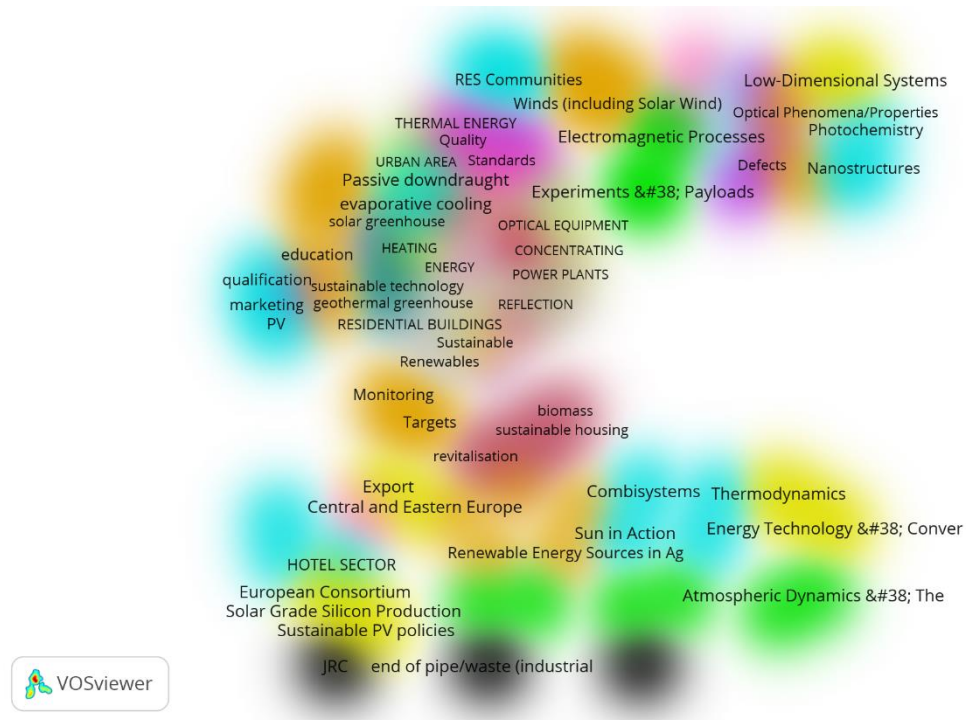 RES Communities
Low-Dimensional Systems
Winds (including Solar Wind)
Optical Phenomena/Properties
THERMAL ENERGY
Photochemistry
Quality
Electromagnetic Processes
URBAN AREA
Standards
Defects
Nanostructures
Passive downdraught
Experiments &#38; Payloads
evaporative cooling
solar greenhouse
OPTICAL EQUIPMENT
HEATING
CONCENTRATING
education
ENERGY
POWER PLANTS
qualification
sustainable technology
marketing
geothermal greenhouse
REFLECTION
PV
RESIDENTIAL BUILDINGS
Sustainable
Renewables
Monitoring
biomass
Targets
sustainable housing
revitalisation
Export
Combisystems
Thermodynamics
Central and Eastern Europe
Sun in Action
Energy Technology &#38; Conver
Renewable Energy Sources in Ag
HOTEL SECTOR
European Consortium
Atmospheric Dynamics &#38; The
Solar Grade Silicon Production
Sustainable PV policies
JRC
end of pipe/waste (industrial
VOSviewer